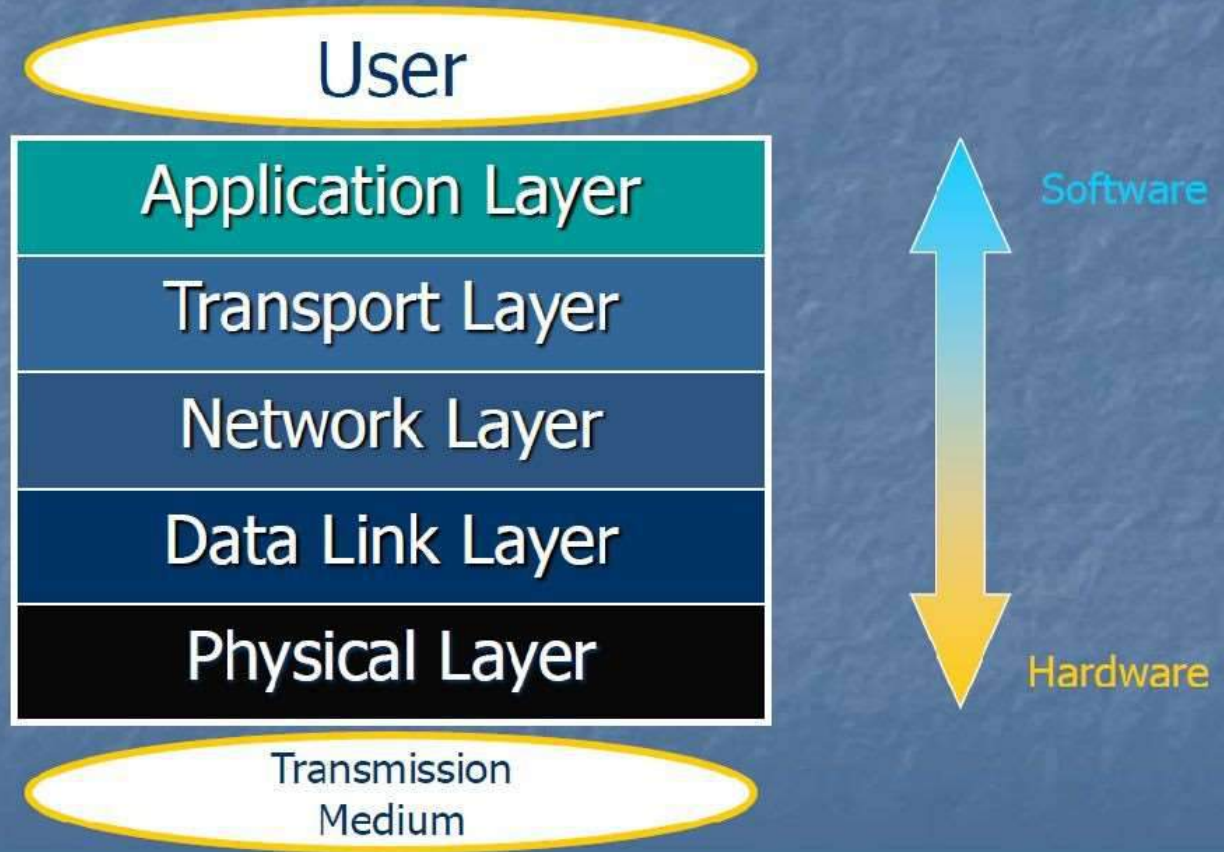 User
Application Layer
Software
Transport Layer
Network Layer
Data Link Layer
Physical Layer
Hardware
Transmission
Medium